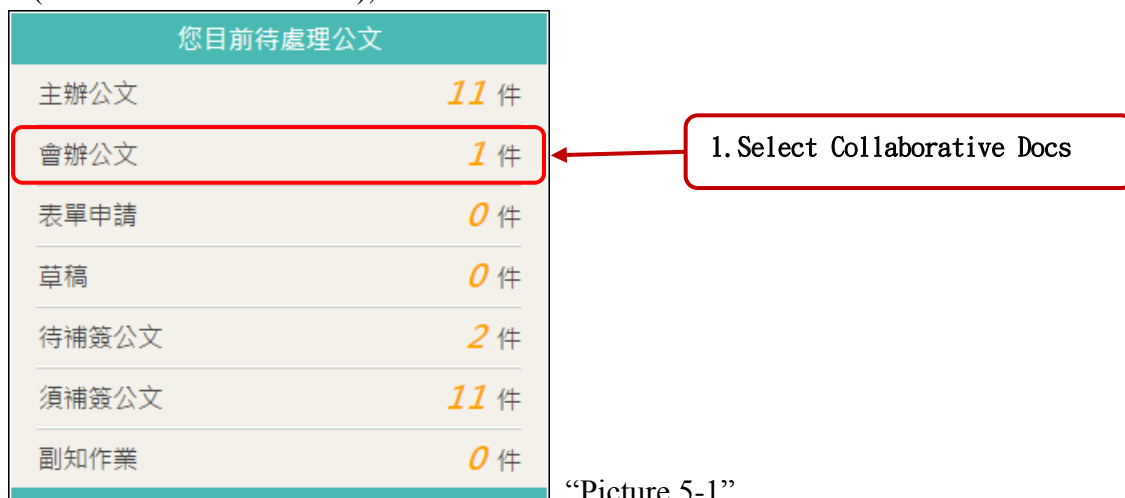 您目前待處理公文
主辦公文 11 件
會辦公文 1 件
1.Select Collaborative Docs
表單申請 0 件
草稿 0 件
待補簽公文 2 件
須補簽公文 11 件
副知作業 0 件
“Picture 5-1”